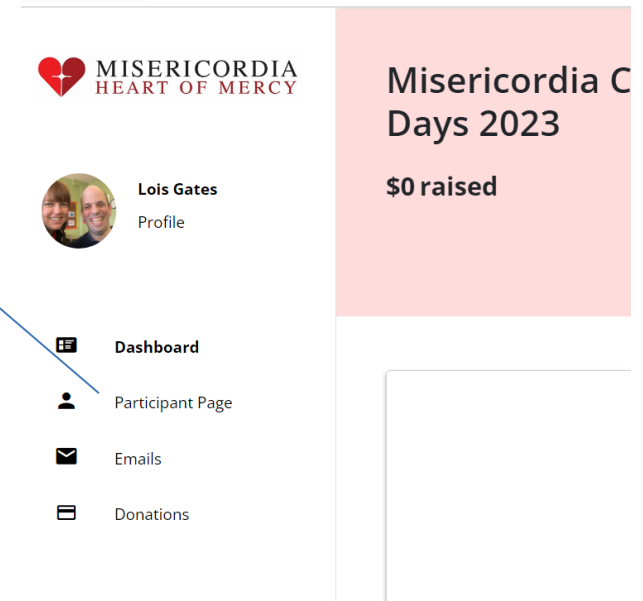 MISERICORDIA
HEART OF MERCY
Lois Gates
Profile
Dashboard
Participant Page
Emails
Donations
Misericordia C
Days 2023
$0 raised